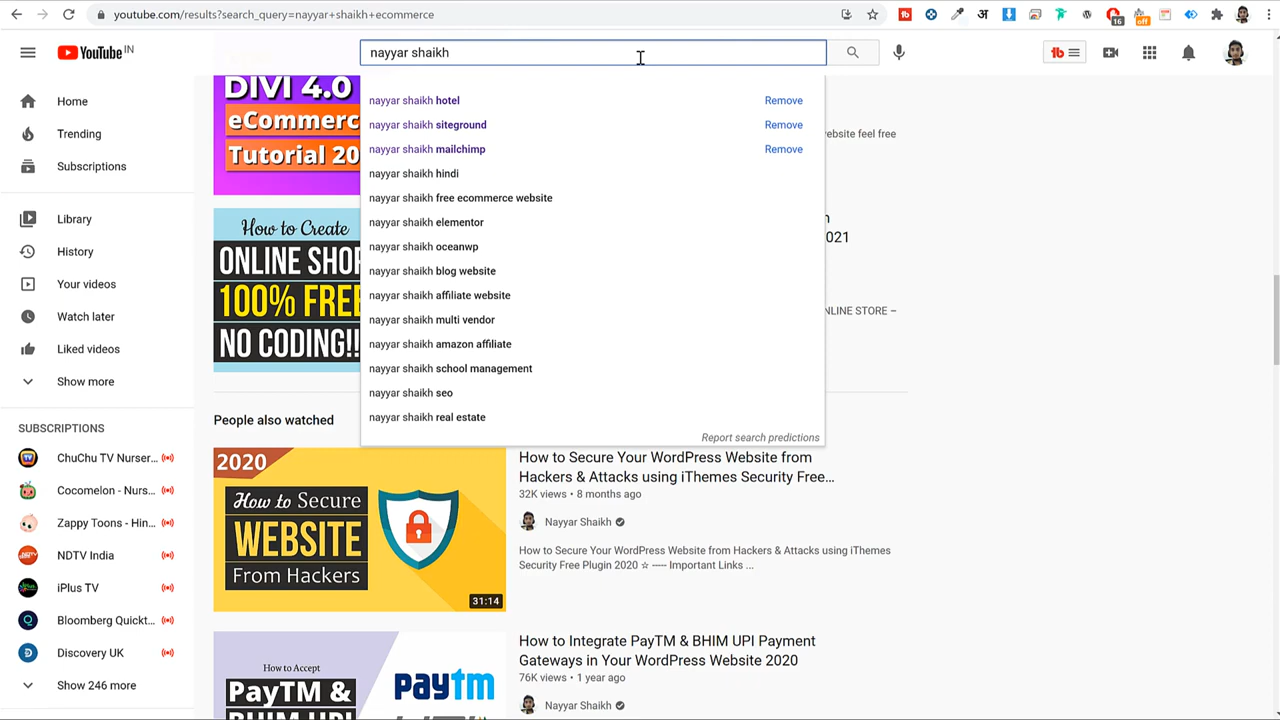 youtube.com/results?search_query=nayyar+shaikh+ecommerce
16
off
YouTube IN
nayyar shaikh
tb
Home
Trending
Subscriptions
Library
History
Your videos
Watch later
Liked videos
Show more
SUBSCRIPTIONS
ChuChu TV Nurser...
Cocomelon - Nurs...
Zappy Toons - Hin...
NDTV India
iPlus TV
Bloomberg Quickt...
Discovery UK
Show 246 more
DIVI 4.0
eCommerc
Tutorial 20
How to Create
ONLINE SHOP
100% FREE
NO CODING!!
nayyar shaikh hotel Remove
nayyar shaikh siteground Remove
nayyar shaikh mailchimp Remove
nayyar shaikh hindi
nayyar shaikh free ecommerce website
nayyar shaikh elementor
nayyar shaikh oceanwp
nayyar shaikh blog website
nayyar shaikh affiliate website
nayyar shaikh multi vendor
nayyar shaikh amazon affiliate
nayyar shaikh school management
nayyar shaikh seo
nayyar shaikh real estate
Report search predictions
ebsite feel free
021
NLINE STORE –
People also watched
2020
How to Secure
WEBSITE
From Hackers
31:14
How to Secure Your WordPress Website from
Hackers & Attacks using iThemes Security Free...
32K views • 8 months ago
Nayyar Shaikh
How to Secure Your WordPress Website from Hackers & Attacks using iThemes
Security Free Plugin 2020 ☆ ---- Important Links ...
How to Accept
PayTM &
BHIM UPI
paytm
How to Integrate PayTM & BHIM UPI Payment
Gateways in Your WordPress Website 2020
76K views • 1 year ago
Nayyar Shaikh